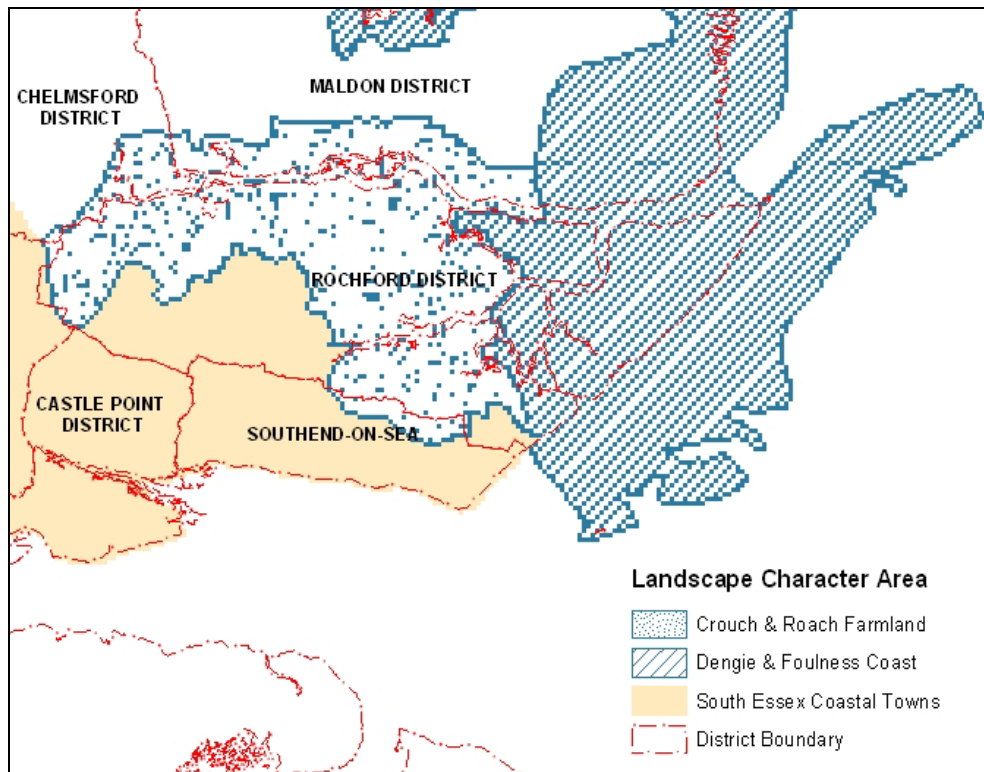 MALDON DISTRICT
CHELMSFORD
DISTRICT
ROCHFORD DISTRICT
CASTLE POINT
DISTRICT
SOUTHEND-ON-SEA
Landscape Character Area
Crouch & Roach Farmland
Dengie & Foulness Coast
South Essex Coastal Towns
District Boundary